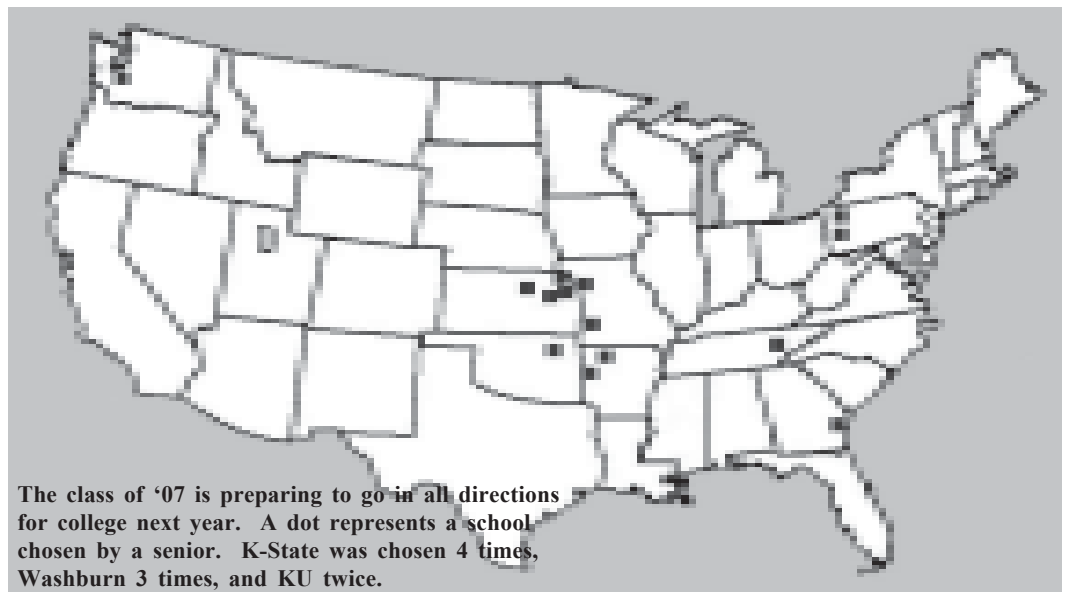 The class of ‘07 is preparing to go in all directions
for college next year. A dot represents a school
chosen by a senior. K-State was chosen 4 times,
Washburn 3 times, and KU twice.